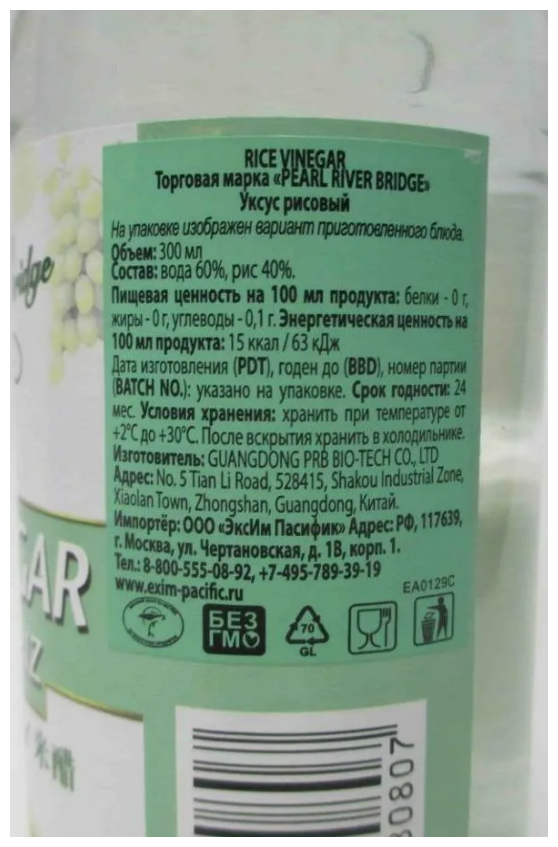 RICE VINEGAR
Торговая марка «PEARL RIVER BRIDGE»
Уксус рисовый
На упаковке изображен вариант приготовленного блюда.
Объем: 300 мл
Состав: вода 60%, рис 40%.
Пищевая ценность на 100 мл продукта: белки - 0 г,
жиры - 0 г, углеводы - 0,1 г. Энергетическая ценность на
100 мл продукта: 15 ккал / 63 кДж
Дата изготовления (PDT), годен до (BBD), номер партии
(BATCH NO.): указано на упаковке. Срок годности: 24
мес. Условия хранения: хранить при температуре от
+2°С до +30°С. После вскрытия хранить в холодильнике.
Изготовитель: GUANGDONG PRB BIO-TECH CO., LTD
Адрес: No. 5 Tian Li Road, 528415, Shakou Industrial Zone,
Xiaolan Town, Zhongshan, Guangdong, Китай.
Импортёр: ООО «ЭксИм Пасифик» Адрес: РФ, 117639,
г. Москва, ул. Чертановская, д. 1В, корп. 1.
Тел.: 8-800-555-08-92, +7-495-789-39-19
www.exim-pacific.ru
EA0129C
БЕЗ
ГМО
70
GL
ridge
GAR
Z
米醋
80807